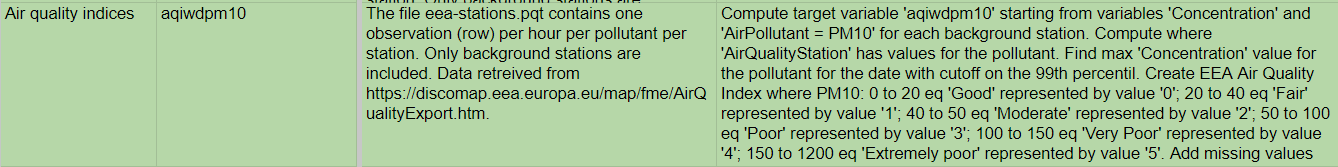 Air quality indices
aqiwdpm10
The file eea-stations.pqt contains one
observation (row) per hour per pollutant per
station. Only background stations are
included. Data retreived from
https://discomap.eea.europa.eu/map/fme/AirQ
ualityExport.htm.
Compute target variable 'aqiwdpm10' starting from variables 'Concentration' and
'AirPollutant = PM10' for each background station. Compute where
'AirQualityStation' has values for the pollutant. Find max 'Concentration' value for
the pollutant for the date with cutoff on the 99th percentil. Create EEA Air Quality
Index where PM10: 0 to 20 eq 'Good' represented by value '0'; 20 to 40 eq 'Fair'
represented by value '1'; 40 to 50 eq 'Moderate' represented by value '2'; 50 to 100
eq 'Poor' represented by value '3'; 100 to 150 eq 'Very Poor' represented by value
'4'; 150 to 1200 eq 'Extremely poor' represented by value '5'. Add missing values